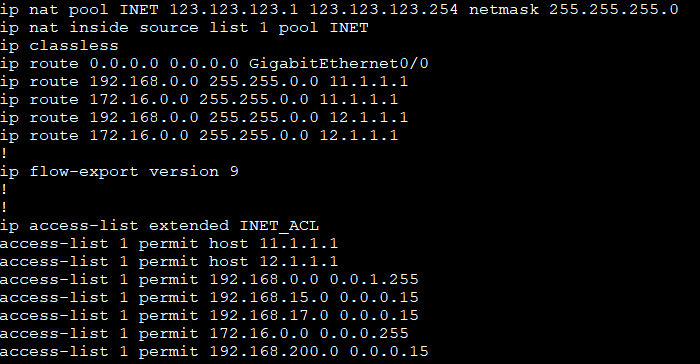 ip nat pool INET 123.123.123.1 123.123.123.254 netmask 255.255.255.0
ip nat inside source list 1 pool INET
ip classless
ip route 0.0.0.0 0.0.0.0 GigabitEthernet0/0
ip route 192.168.0.0 255.255.0.0 11.1.1.1
ip route 172.16.0.0 255.255.0.0 11.1.1.1
ip route 192.168.0.0 255.255.0.0 12.1.1.1
ip route 172.16.0.0 255.255.0.0 12.1.1.1
!
ip flow-export version 9
!
!
ip access-list extended INET_ACL
access-list 1 permit host 11.1.1.1
access-list 1 permit host 12.1.1.1
access-list 1 permit 192.168.0.0 0.0.1.255
access-list 1 permit 192.168.15.0 0.0.0.15
access-list 1 permit 192.168.17.0 0.0.0.15
access-list 1 permit 172.16.0.0 0.0.0.255
access-list 1 permit 192.168.200.0 0.0.0.15